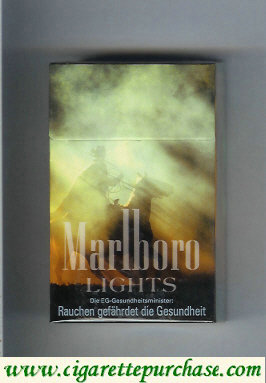 Marlboro
LIGHTS
Die EG-Gesundheitsminister:
Rauchen gefährdet die Gesundheit
www.cigarettepurchase.com